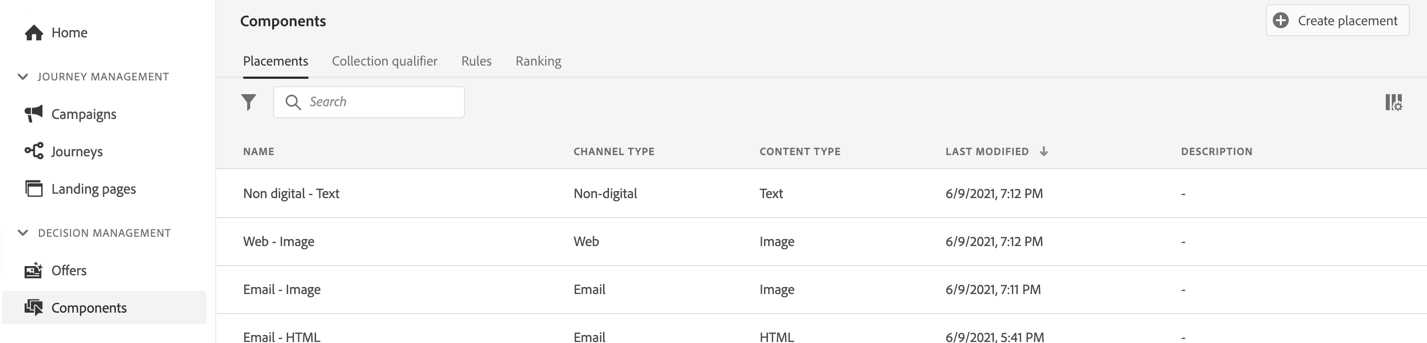 Home
JOURNEY MANAGEMENT
Campaigns
Journeys
Landing pages
DECISION MANAGEMENT
Offers
Components
Components
Create placement
Placements Collection qualifier Rules Ranking
Search
NAME CHANNEL TYPE CONTENT TYPE LAST MODIFIED DESCRIPTION
Non digital - Text Non-digital Text 6/9/2021, 7:12 PM -
Web - Image Web Image 6/9/2021, 7:12 PM -
Email - Image Email Image 6/9/2021, 7:11 PM -
Email - HTML Email HTML 6/9/2021, 5:41 PM -